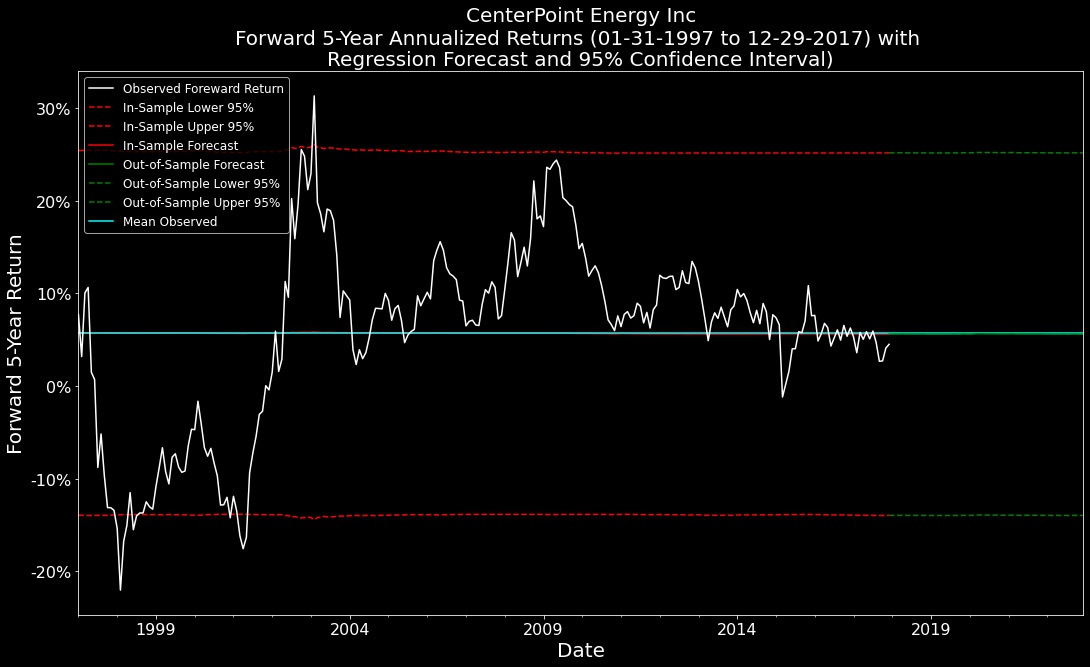 CenterPoint Energy Inc
Forward 5-Year Annualized Returns (01-31-1997 to 12-29-2017) with
Regression Forecast and 95% Confidence Interval)
Observed Foreward Return
In-Sample Lower 95%
In-Sample Upper 95%
In-Sample Forecast
Out-of-Sample Forecast
Out-of-Sample Lower 95%
Out-of-Sample Upper 95%
Mean Observed
Forward 5-Year Return
30%
20%
10%
0%
-10%
-20%
1999
2004
2009
2014
2019
Date